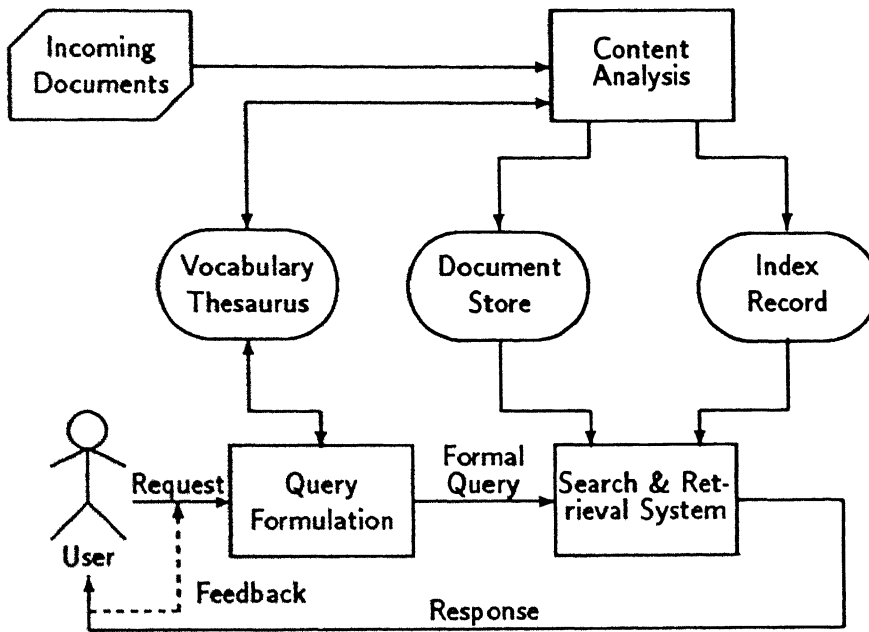 Incoming
Documents
Content
Analysis
Vocabulary
Thesaurus
Document
Store
Index
Record
Request
Query
Formulation
Formal
Query
Search & Ret-
rieval System
User
Feedback
Response